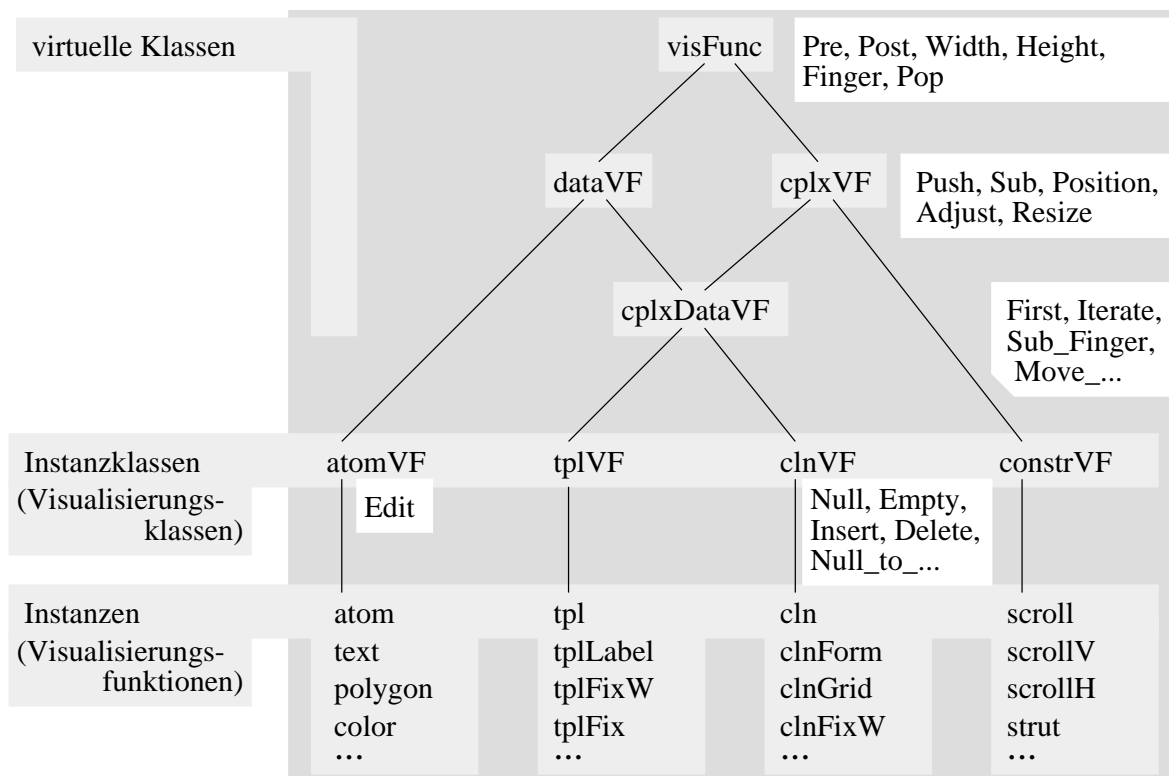 virtuelle Klassen
visFunc
Pre, Post, Width, Height,
Finger, Pop
dataVF
cplxVF
Push, Sub, Position,
Adjust, Resize
cplxDataVF
First, Iterate,
Sub_Finger,
Move_...
Instanzklassen
(Visualisierungs-
klassen)
atomVF
tplVF
clnVF
constrVF
Edit
Null, Empty,
Insert, Delete,
Null_to_...
Instanzen
(Visualisierungs-
funktionen)
atom
text
polygon
color
...
tpl
tplLabel
tplFixW
tplFix
...
cln
clnForm
clnGrid
clnFixW
...
scroll
scrollV
scrollH
strut
...